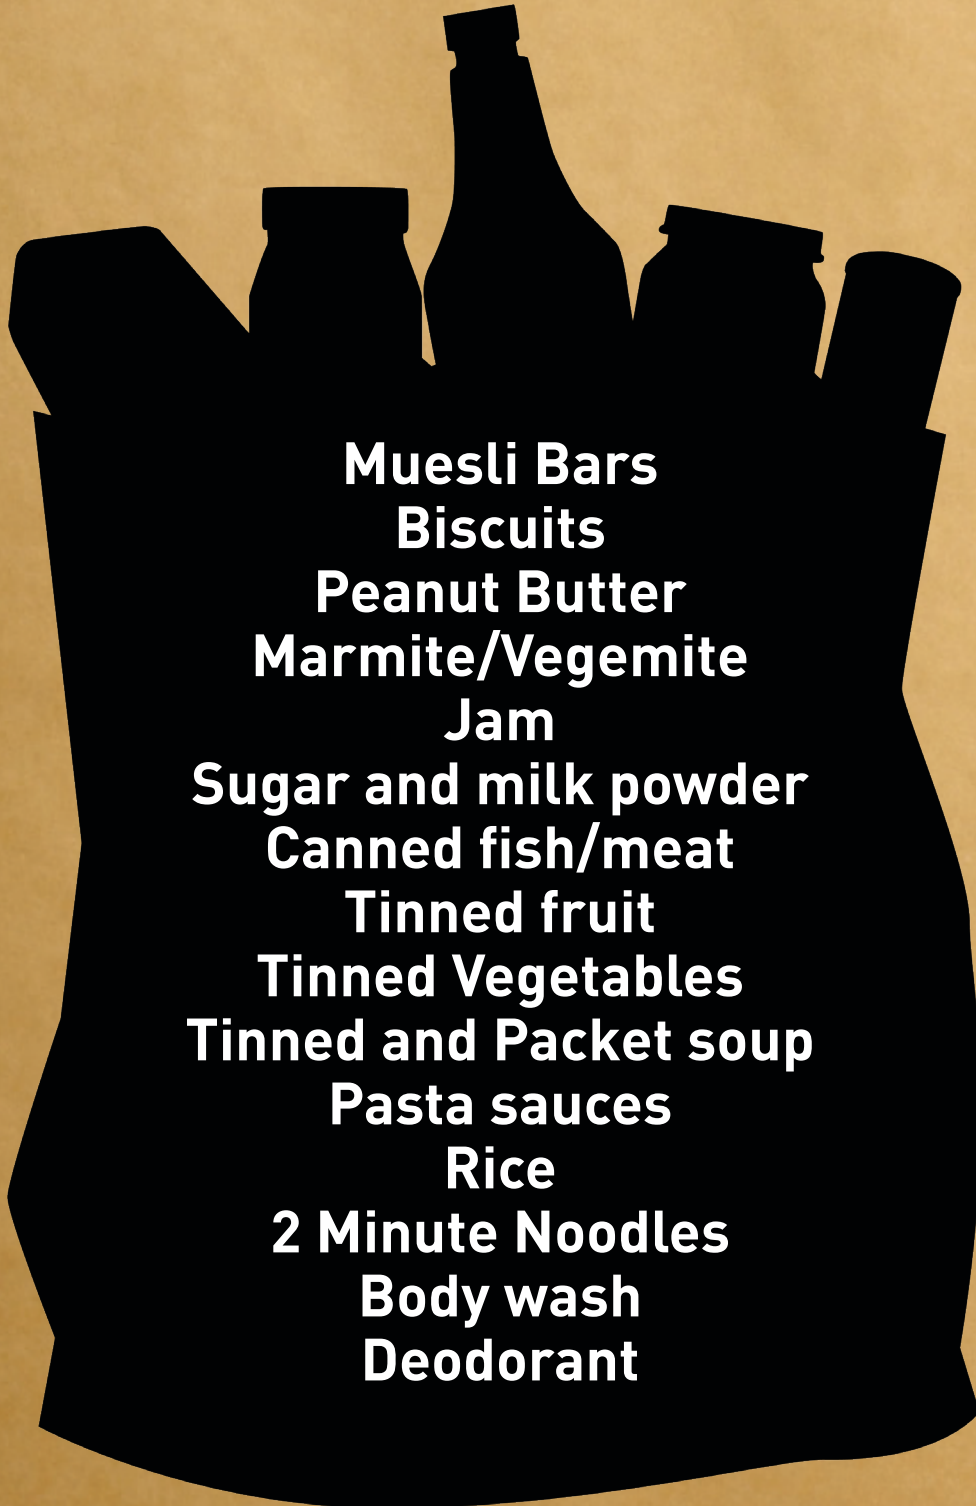 Muesli Bars
Biscuits
Peanut Butter
Marmite/Vegemite
Jam
Sugar and milk powder
Canned fish/meat
Tinned fruit
Tinned Vegetables
Tinned and Packet soup
Pasta sauces
Rice
2 Minute Noodles
Body wash
Deodorant